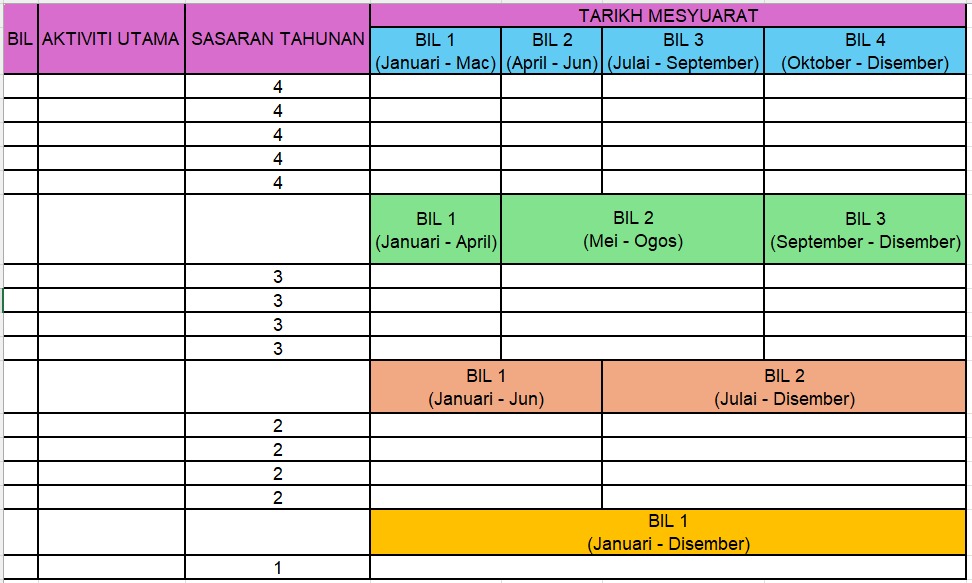 TARIKH MESYUARAT
BIL AKTIVITI UTAMA SASARAN TAHUNAN
BIL 1 BIL 2 BIL 3 BIL 4
(Januari - Mac) (April - Jun) (Julai - September) (Oktober - Disember)
4
4
4
4
4
BIL 1 BIL 2 BIL 3
(Januari - April) (Mei - Ogos) (September - Disember)
3
3
3
3
BIL 1 BIL 2
(Januari - Jun) (Julai - Disember)
2
2
2
2
BIL 1
(Januari - Disember)
1